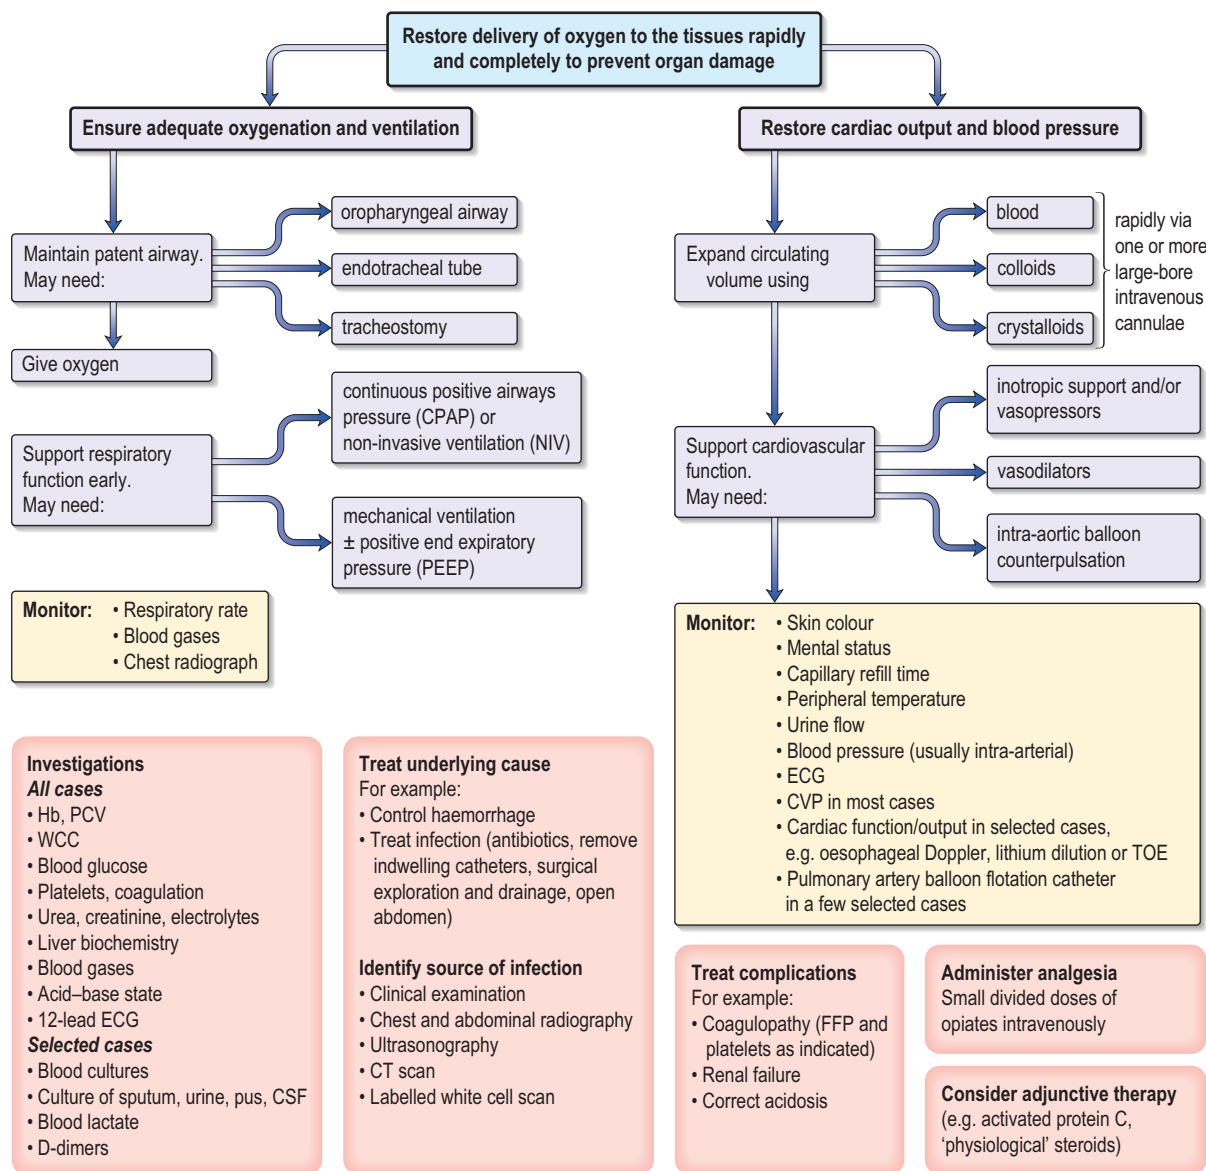 Restore delivery of oxygen to the tissues rapidly
and completely to prevent organ damage
Ensure adequate oxygenation and ventilation
Maintain patent airway.
May need:
oropharyngeal airway
endotracheal tube
tracheostomy
Give oxygen
Support respiratory
function early.
May need:
continuous positive airways
pressure (CPAP) or
non-invasive ventilation (NIV)
mechanical ventilation
± positive end expiratory
pressure (PEEP)
Monitor: • Respiratory rate
• Blood gases
• Chest radiograph
Restore cardiac output and blood pressure
Expand circulating
volume using
blood
colloids
crystalloids
rapidly via
one or more
large-bore
intravenous
cannulae
Support cardiovascular
function.
May need:
inotropic support and/or
vasopressors
vasodilators
intra-aortic balloon
counterpulsation
Monitor: • Skin colour
• Mental status
• Capillary refill time
• Peripheral temperature
• Urine flow
• Blood pressure (usually intra-arterial)
• ECG
• CVP in most cases
• Cardiac function/output in selected cases,
e.g. oesophageal Doppler, lithium dilution or TOE
• Pulmonary artery balloon flotation catheter
in a few selected cases
Investigations
All cases
• Hb, PCV
• WCC
• Blood glucose
• Platelets, coagulation
• Urea, creatinine, electrolytes
• Liver biochemistry
• Blood gases
• Acid–base state
• 12-lead ECG
Selected cases
• Blood cultures
• Culture of sputum, urine, pus, CSF
• Blood lactate
• D-dimers
Treat underlying cause
For example:
• Control haemorrhage
• Treat infection (antibiotics, remove
indwelling catheters, surgical
exploration and drainage, open
abdomen)
Identify source of infection
• Clinical examination
• Chest and abdominal radiography
• Ultrasonography
• CT scan
• Labelled white cell scan
Treat complications
For example:
• Coagulopathy (FFP and
platelets as indicated)
• Renal failure
• Correct acidosis
Administer analgesia
Small divided doses of
opiates intravenously
Consider adjunctive therapy
(e.g. activated protein C,
‘physiological’ steroids)